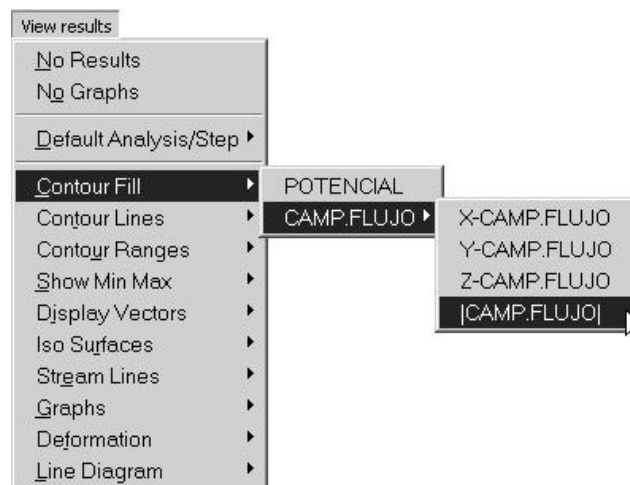 View results
No Results
No Graphs
Default Analysis/Step
Contour Fill
Contour Lines
Contour Ranges
Show Min Max
Display Vectors
Iso Surfaces
Stream Lines
Graphs
Deformation
Line Diagram
POTENCIAL
CAMP.FLUJO
X-CAMP.FLUJO
Y-CAMP.FLUJO
Z-CAMP.FLUJO
|CAMP.FLUJO|